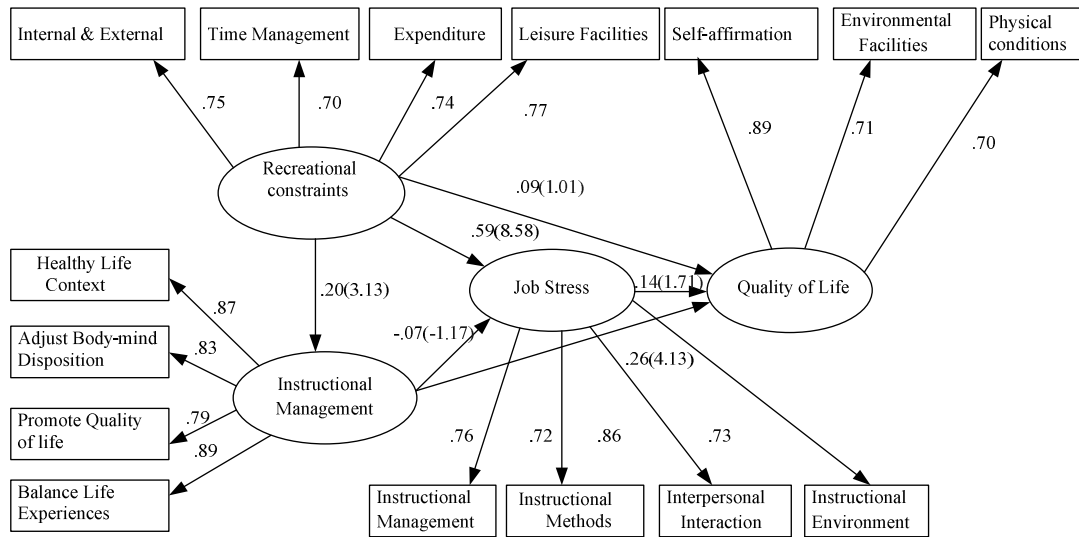 Internal & External
Time Management
Expenditure
Leisure Facilities
Self-affirmation
Environmental
Facilities
Physical
conditions
.75
.70
.74
.77
.89
.71
.70
Recreational
constraints
.09(1.01)
.59(8.58)
Healthy Life
Context
.87
.20(3.13)
Job Stress
.14(1.71)
Quality of Life
Adjust Body-mind
Disposition
.83
-.07(-1.17)
.26(4.13)
Instructional
Management
Promote Quality
of life
.79
.89
.76
.72
.86
.73
Balance Life
Experiences
Instructional
Management
Instructional
Methods
Interpersonal
Interaction
Instructional
Environment